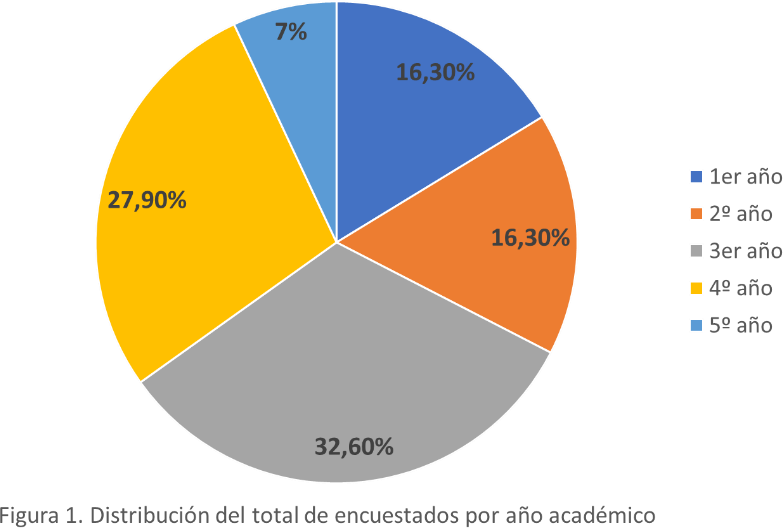 7%
16,30%
27,90%
16,30%
32,60%
1er año
2º año
3er año
4º año
5º año
Figura 1. Distribución del total de encuestados por año académico